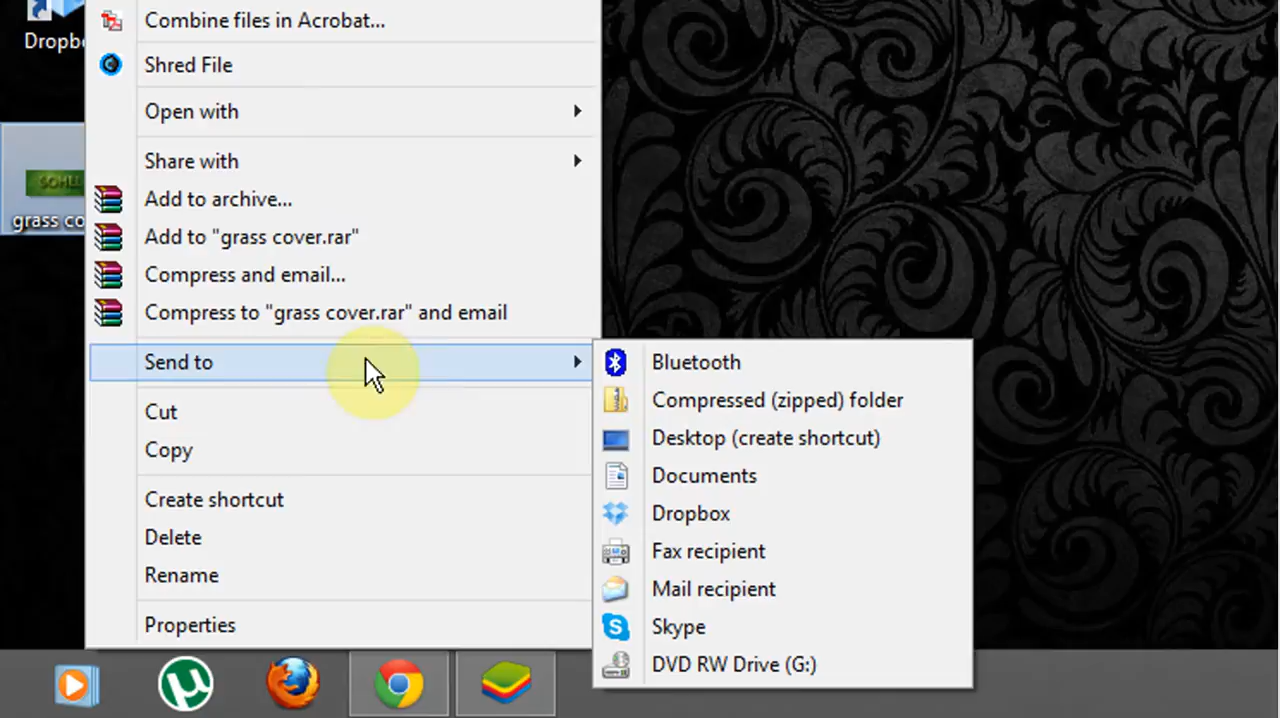 Dropbo
SOHEL
grass co
Combine files in Acrobat...
Shred File
Open with
Share with
Add to archive...
Add to "grass cover.rar"
Compress and email...
Compress to "grass cover.rar" and email
Send to
Cut
Copy
Create shortcut
Delete
Rename
Properties
Bluetooth
Compressed (zipped) folder
Desktop (create shortcut)
Documents
Dropbox
Fax recipient
Mail recipient
Skype
DVD RW Drive (G:)